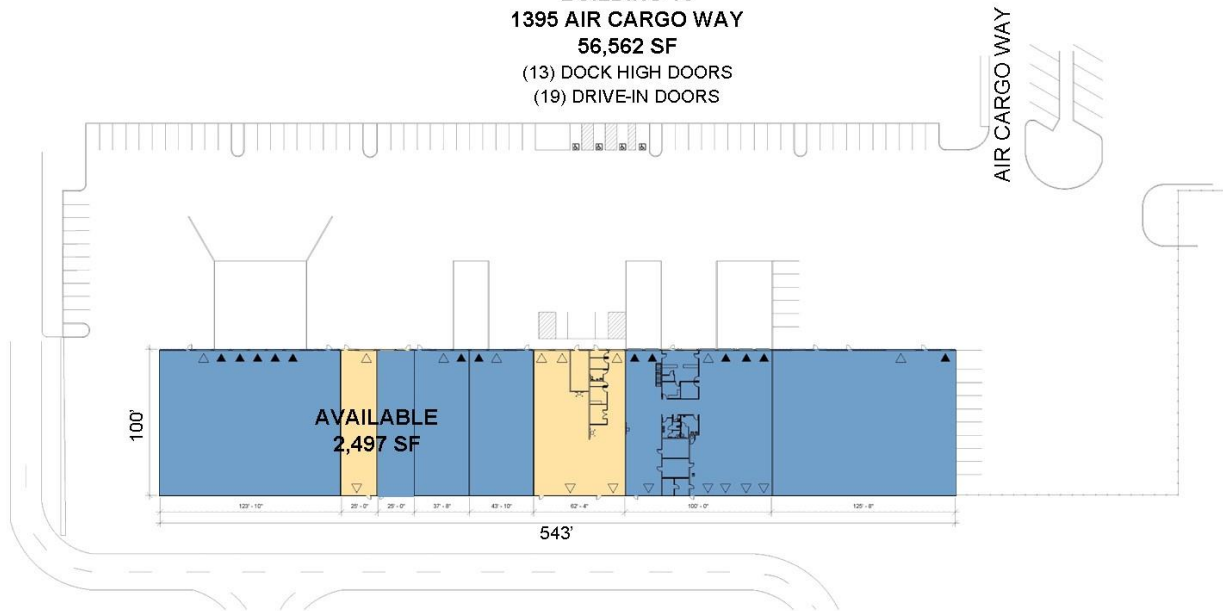 1395 AIR CARGO WAY
56,562 SF
(13) DOCK HIGH DOORS
(19) DRIVE-IN DOORS
AIR CARGO WAY
100'
AVAILABLE
2,497 SF
123' - 10" 25' - 0" 25' - 0" 37' - 8" 43' - 10" 62' - 4" 100' - 0" 125' - 8"
543'